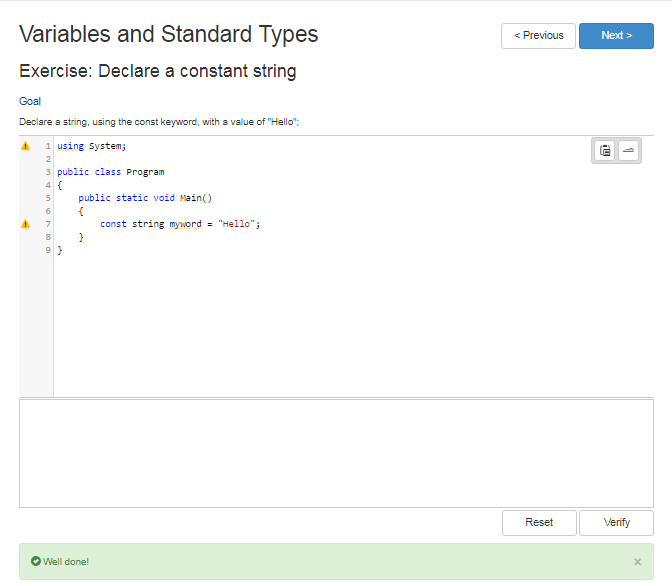 Variables and Standard Types
< Previous
Next >
Exercise: Declare a constant string
Goal
Declare a string, using the const keyword, with a value of "Hello";
1 using System;
2
3 public class Program
4 {
5 public static void Main()
6 {
7 const string myword = "Hello";
8 }
9 }
Reset
Verify
Well done!
×